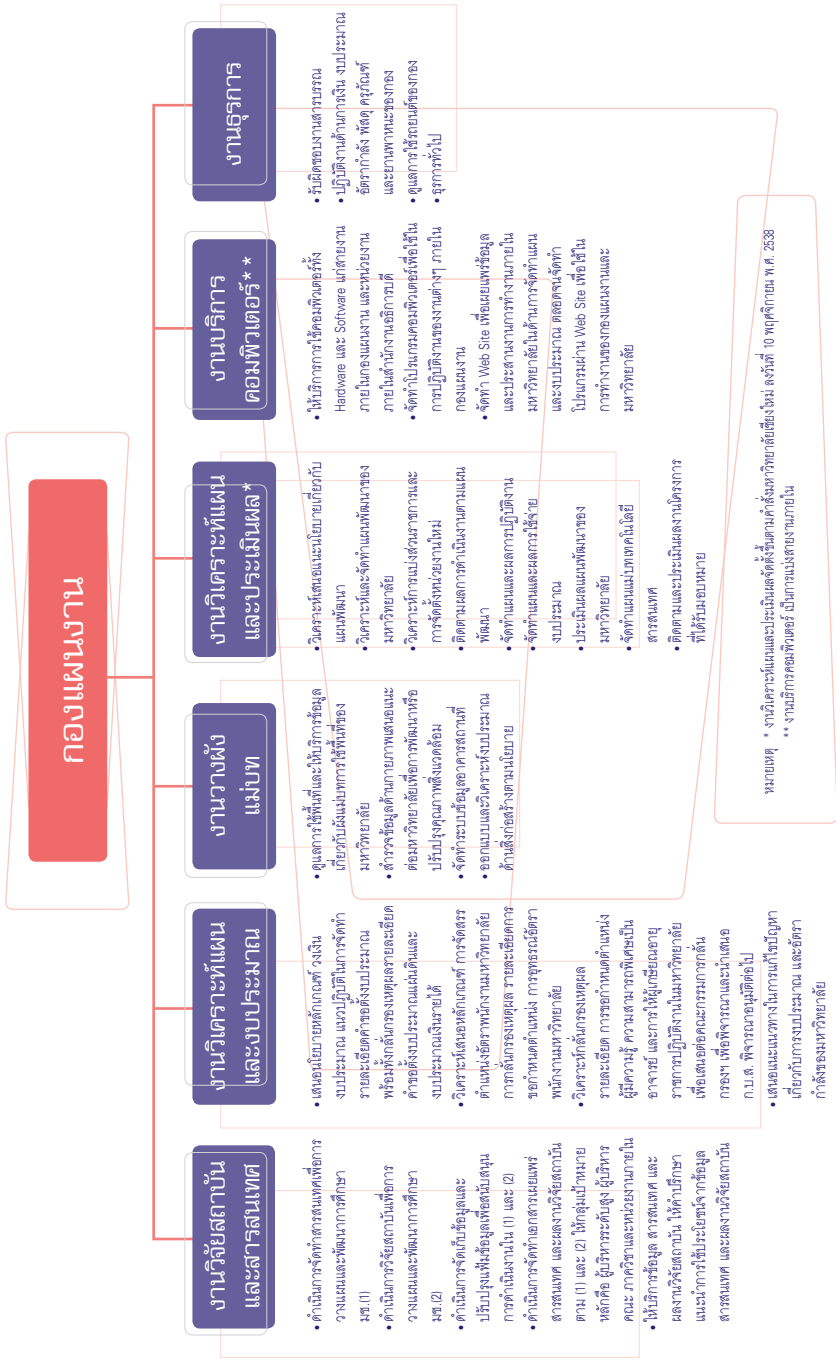 กองแผนงาน
งานวิจัยสถาบัน
และสารสนเทศ
• ดำเนินการจัดทำสารสนเทศเพื่อการ
วางแผนและพัฒนาการศึกษา
มช. (1)
• ดำเนินการวิจัยสถาบันเพื่อการ
วางแผนและพัฒนาการศึกษา
มช. (2)
• ดำเนินการจัดเก็บข้อมูลและ
ปรับปรุงแฟ้มข้อมูลเพื่อสนับสนุน
การดำเนินงานใน (1) และ (2)
• ดำเนินการจัดทำเอกสารเผยแพร่
สารสนเทศ และผลงานวิจัยสถาบัน
ตาม (1) และ (2) ให้กลุ่มเป้าหมาย
หลักคือ ผู้บริหารระดับสูง ผู้บริหาร
คณะ ภาควิชาและหน่วยงานภายใน
• ให้บริการข้อมูล สารสนเทศ และ
ผลงานวิจัยสถาบัน ให้คำปรึกษา
แนะนำการใช้ประโยชน์จากข้อมูล
สารสนเทศ และผลงานวิจัยสถาบัน
งานวิเคราะห์แผน
และงบประมาณ
• เสนอนโยบายหลักเกณฑ์ วงเงิน
งบประมาณ แนวปฏิบัติในการจัดทำ
รายละเอียดคำขอตั้งงบประมาณ
พร้อมทั้งกลั่นกรองเหตุผลรายละเอียด
คำขอตั้งงบประมาณแผ่นดินและ
งบประมาณเงินรายได้
• วิเคราะห์เสนอหลักเกณฑ์ การจัดสรร
ตำแหน่งอัตราพนักงานมหาวิทยาลัย
การกลั่นกรองเหตุผล รายละเอียดการ
ขอกำหนดตำแหน่ง การอุทธรณ์อัตรา
พนักงานมหาวิทยาลัย
• วิเคราะห์กลั่นกรองเหตุผล
รายละเอียด การขอกำหนดตำแหน่ง
ผู้มีความรู้ ความสามารถพิเศษเป็น
อาจารย์ และการให้ผู้เกษียณอายุ
ราชการปฏิบัติงานในมหาวิทยาลัย
เพื่อเสนอต่อคณะกรรมการกลั่น
กรองฯ เพื่อพิจารณาและนำเสนอ
ก.บ.ส. พิจารณาอนุมัติต่อไป
• เสนอแนะแนวทางในการแก้ไขปัญหา
เกี่ยวกับการงบประมาณ และอัตรา
กำลังของมหาวิทยาลัย
งานวางผัง
แม่บท
• ดูแลการใช้พื้นที่และให้บริการข้อมูล
เกี่ยวกับผังแม่บทการใช้พื้นที่ของ
มหาวิทยาลัย
• สำรวจข้อมูลด้านกายภาพเสนอแนะ
ต่อมหาวิทยาลัยเพื่อการพัฒนาหรือ
ปรับปรุงคุณภาพสิ่งแวดล้อม
• จัดทำระบบข้อมูลอาคารสถานที่
• ออกแบบและวิเคราะห์งบประมาณ
ด้านสิ่งก่อสร้างตามนโยบาย
งานวิเคราะห์แผน
และประเมินผล*
• วิเคราะห์เสนอแนะนโยบายเกี่ยวกับ
แผนพัฒนา
• วิเคราะห์และจัดทำแผนพัฒนาของ
มหาวิทยาลัย
• วิเคราะห์การแบ่งส่วนราชการและ
การจัดตั้งหน่วยงานใหม่
• ติดตามผลการดำเนินงานตามแผน
พัฒนา
• จัดทำแผนและผลการปฏิบัติงาน
• จัดทำแผนและผลการใช้จ่าย
งบประมาณ
• ประเมินผลแผนพัฒนาของ
มหาวิทยาลัย
• จัดทำแผนแม่บทเทคโนโลยี
สารสนเทศ
• ติดตามและประเมินผลงานโครงการ
ที่ได้รับมอบหมาย
งานบริการ
คอมพิวเตอร์**
• ให้บริการการใช้คอมพิวเตอร์ทั้ง
Hardware และ Software แก่สายงาน
ภายในกองแผนงาน และหน่วยงาน
ภายในสำนักงานอธิการบดี
• จัดทำโปรแกรมคอมพิวเตอร์เพื่อใช้ใน
การปฏิบัติงานของงานต่างๆ ภายใน
กองแผนงาน
• จัดทำ Web Site เพื่อเผยแพร่ข้อมูล
และประสานงานการทำงานภายใน
มหาวิทยาลัยในด้านการจัดทำแผน
และงบประมาณ ตลอดจนจัดทำ
โปรแกรมผ่าน Web Site เพื่อใช้ใน
การทำงานของกองแผนงานและ
มหาวิทยาลัย
งานธุรการ
• รับผิดชอบงานสารบรรณ
• ปฏิบัติงานด้านการเงิน งบประมาณ
อัตรากำลัง พัสดุ ครุภัณฑ์
และยานพาหนะของกอง
• ดูแลการใช้รถยนต์ของกอง
• ธุรการทั่วไป
หมายเหตุ * งานวิเคราะห์แผนและประเมินผลจัดตั้งขึ้นตามคำสั่งมหาวิทยาลัยเชียงใหม่ ลงวันที่ 10 พฤศจิกายน พ.ศ. 2538
** งานบริการคอมพิวเตอร์ เป็นการแบ่งสายงานภายใน